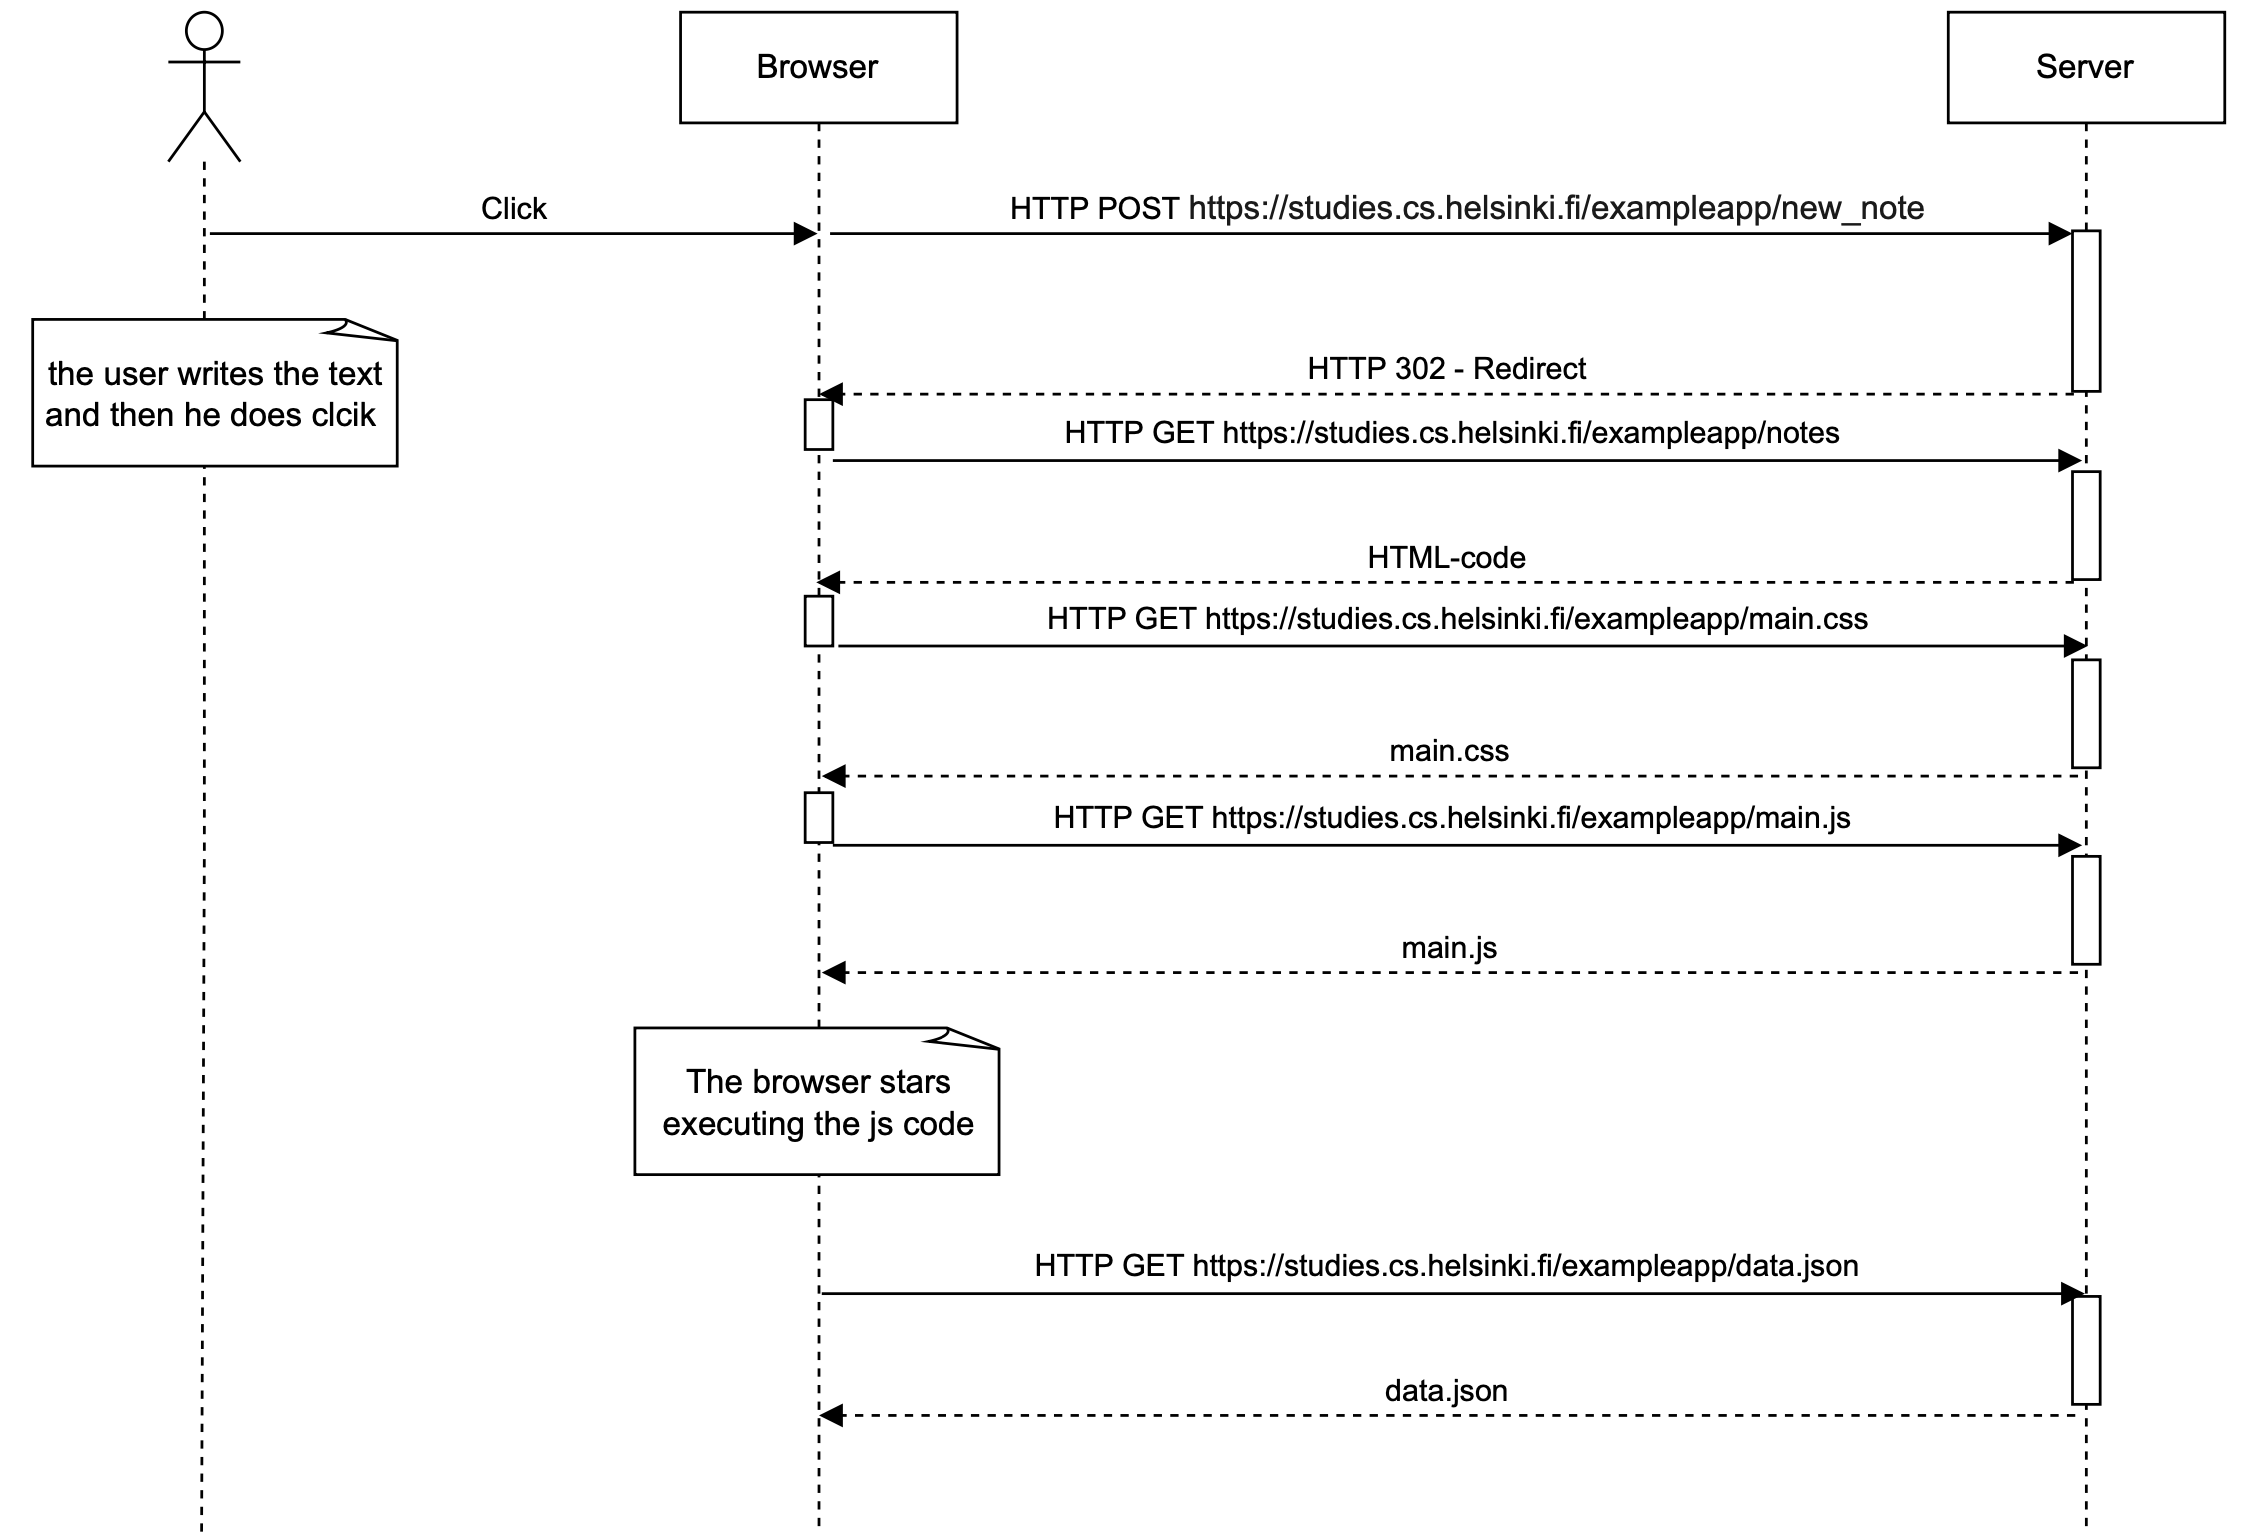 Browser
Server
Click
HTTP POST https://studies.cs.helsinki.fi/exampleapp/new_note
the user writes the text
and then he does clcik
HTTP 302 - Redirect
HTTP GET https://studies.cs.helsinki.fi/exampleapp/notes
HTML-code
HTTP GET https://studies.cs.helsinki.fi/exampleapp/main.css
main.css
HTTP GET https://studies.cs.helsinki.fi/exampleapp/main.js
main.js
The browser stars
executing the js code
HTTP GET https://studies.cs.helsinki.fi/exampleapp/data.json
data.json